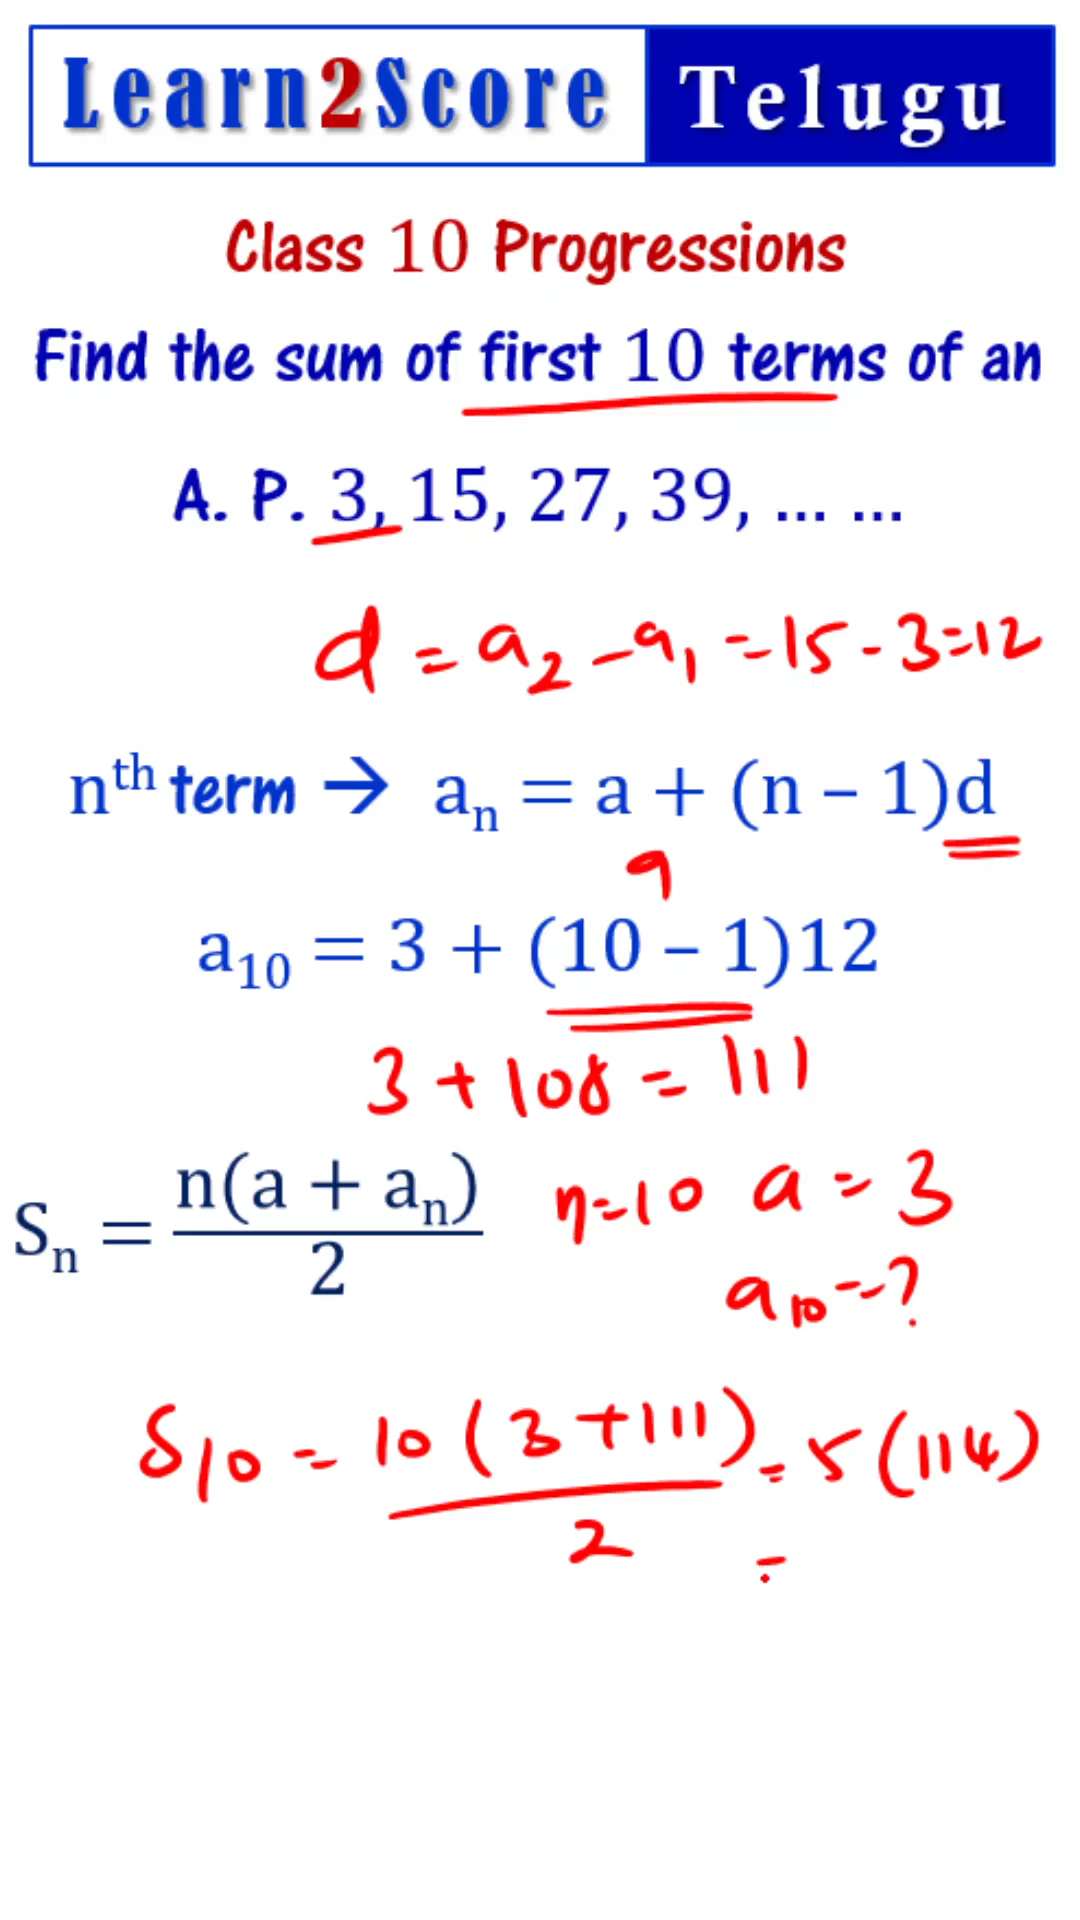 Learn2Score Telugu
Class 10 Progressions
Find the sum of first 10 terms of an
A. P. 3, 15, 27, 39, ... ...
d = a₂ - a₁ = 15 - 3 = 12
nᵗʰ term → aₙ = a + (n – 1)d
9
a₁₀ = 3 + (10 – 1)12
3 + 108 = 111
Sₙ = n(a + aₙ)/2 n=10 a = 3
a₁₀ = ?
S₁₀ = 10(3 + 111)/2 = 5(114)
=